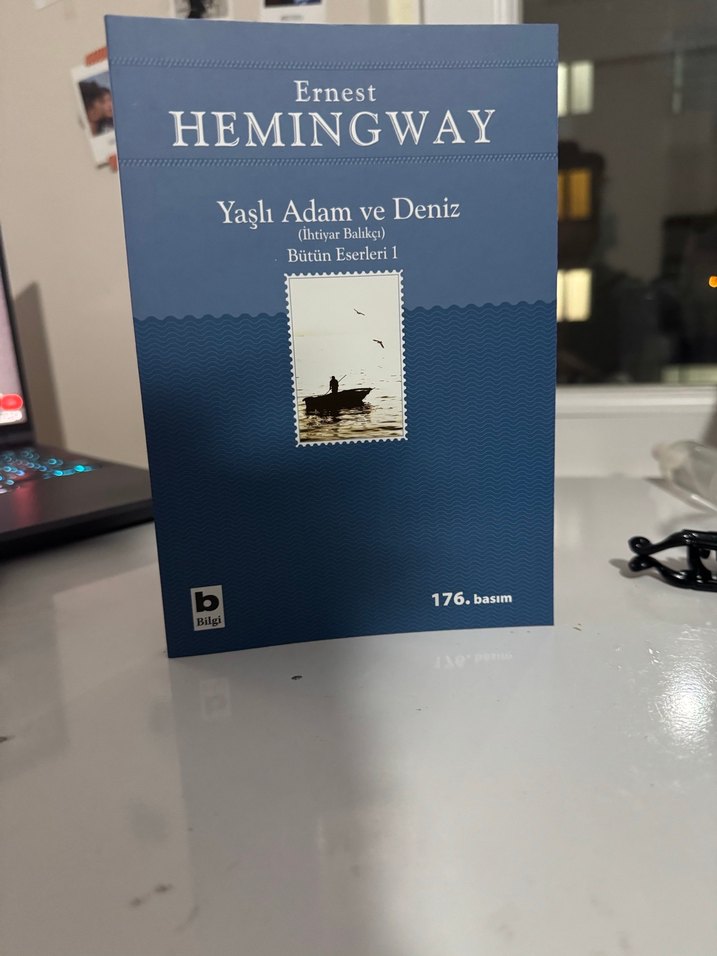 Ernest
HEMINGWAY
Yaşlı Adam ve Deniz
(İhtiyar Balıkçı)
Bütün Eserleri 1
b
Bilgi
176. basım